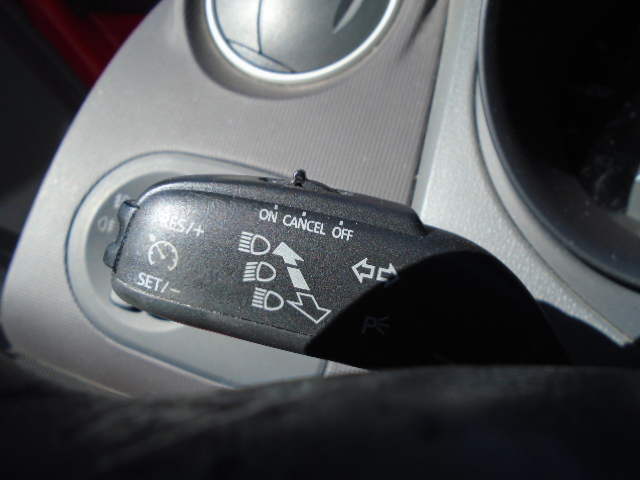 ON CANCEL OFF
RES/+
SET/-
P